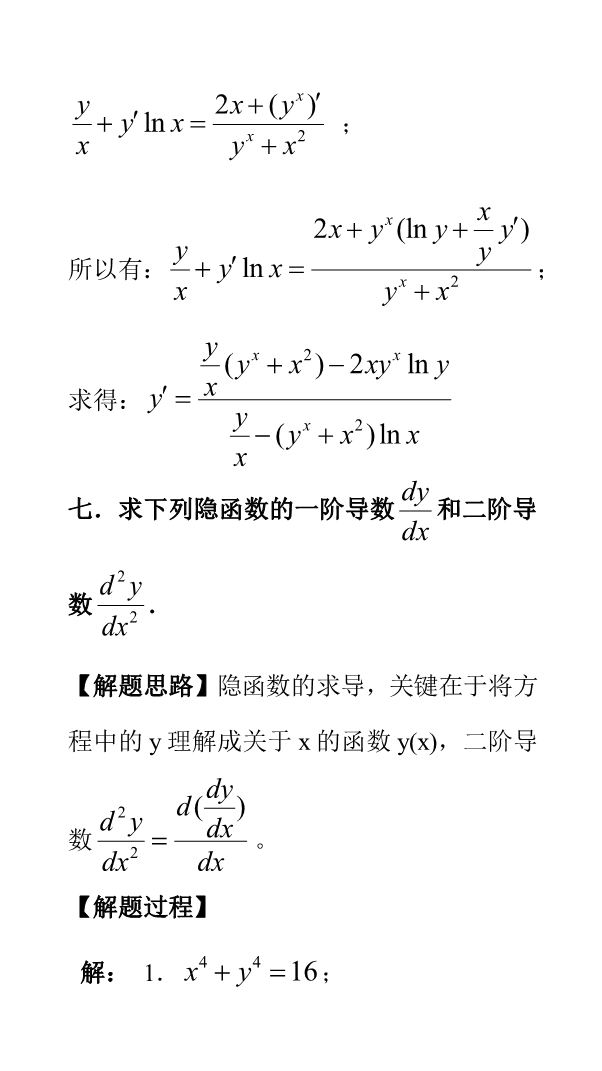 $\frac{y}{x} + y' \ln x = \frac{2x + (y^x)'}{y^x + x^2}$ ；
所以有：$\frac{y}{x} + y' \ln x = \frac{2x + y^x (\ln y + \frac{x}{y} y')}{y^x + x^2}$；
求得：$y' = \frac{\frac{y}{x}(y^x + x^2) - 2xy^x \ln y}{\frac{y}{x} - (y^x + x^2) \ln x}$
七．求下列隐函数的一阶导数$\frac{dy}{dx}$和二阶导
数$\frac{d^2 y}{dx^2}$．
【解题思路】隐函数的求导，关键在于将方
程中的 y 理解成关于 x 的函数 y(x)，二阶导
数$\frac{d^2 y}{dx^2} = \frac{d(\frac{dy}{dx})}{dx}$。
【解题过程】
解： 1．$x^4 + y^4 = 16$；